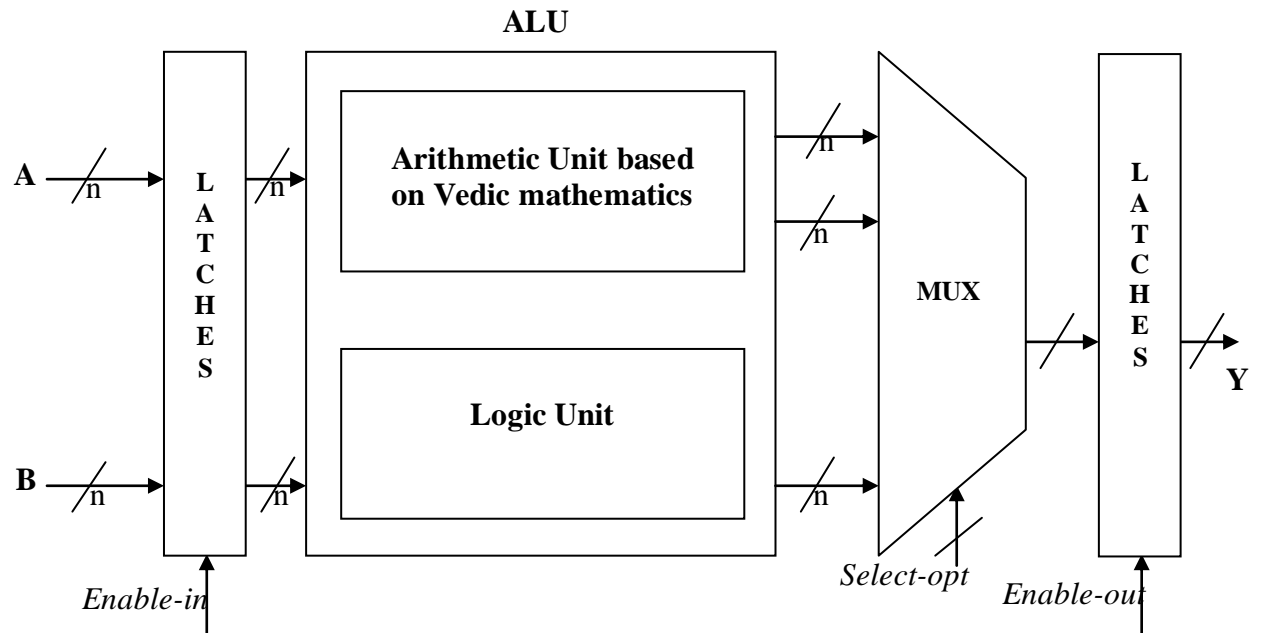 ALU
A
n
L
A
T
C
H
E
S
n
Arithmetic Unit based
on Vedic mathematics
n
n
MUX
L
A
T
C
H
E
S
Y
Logic Unit
B
n
n
n
Enable-in
Select-opt
Enable-out